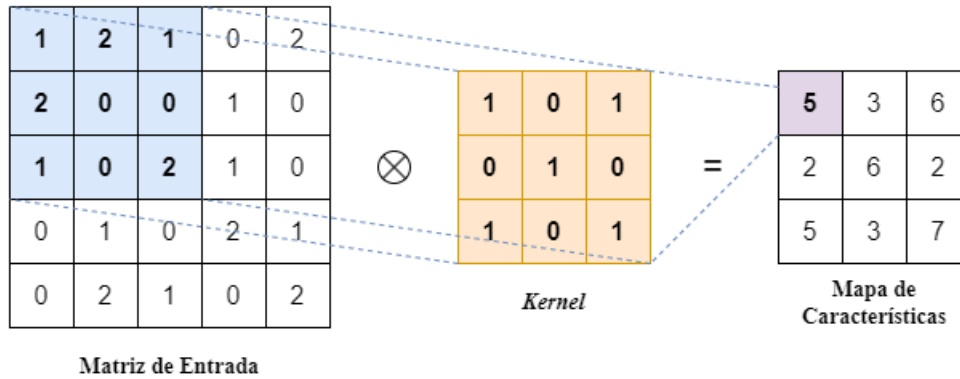 1 2 1 0 2
2 0 0 1 0
1 0 2 1 0
0 1 0 2 1
0 2 1 0 2
Matriz de Entrada
⊗
1 0 1
0 1 0
1 0 1
Kernel
=
5 3 6
2 6 2
5 3 7
Mapa de
Características